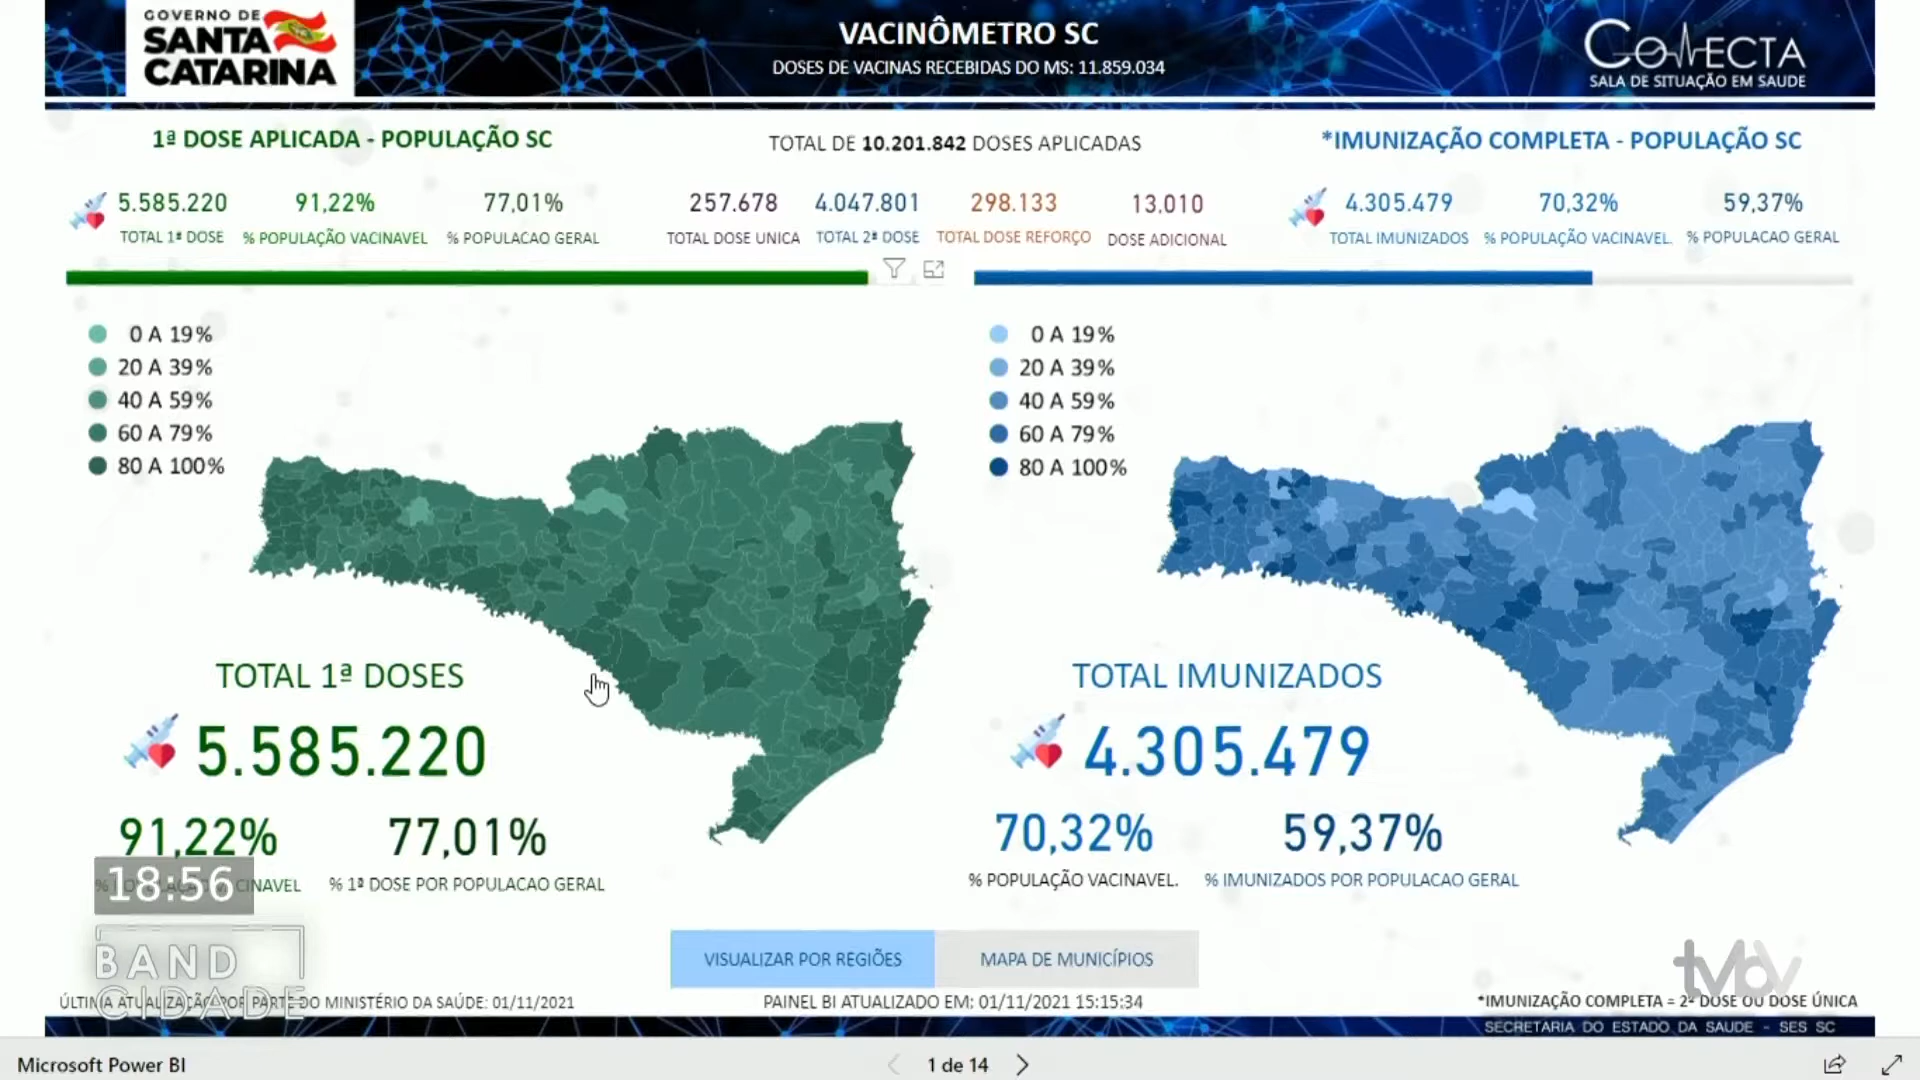 GOVERNO DE
SANTA
CATARINA
VACINÔMETRO SC
DOSES DE VACINAS RECEBIDAS DO MS: 11.859.034
CONECTA
SALA DE SITUAÇÃO EM SAUDE
1ª DOSE APLICADA - POPULAÇÃO SC
TOTAL DE 10.201.842 DOSES APLICADAS
*IMUNIZAÇÃO COMPLETA - POPULAÇÃO SC
5.585.220 91,22% 77,01%
TOTAL 1ª DOSE % POPULAÇÃO VACINAVEL % POPULACAO GERAL
257.678 4.047.801 298.133 13,010
TOTAL DOSE UNICA TOTAL 2ª DOSE TOTAL DOSE REFORÇO DOSE ADICIONAL
4.305.479 70,32% 59,37%
TOTAL IMUNIZADOS % POPULAÇÃO VACINAVEL. % POPULACAO GERAL
0 A 19%
20 A 39%
40 A 59%
60 A 79%
80 A 100%
0 A 19%
20 A 39%
40 A 59%
60 A 79%
80 A 100%
TOTAL 1ª DOSES
5.585.220
91,22% 77,01%
% 1ª DOSE POR POPULACAO GERAL
TOTAL IMUNIZADOS
4.305.479
70,32% 59,37%
% POPULAÇÃO VACINAVEL. % IMUNIZADOS POR POPULACAO GERAL
18:56
BAND
CIDADE
VISUALIZAR POR REGIÕES MAPA DE MUNICÍPIOS
tvbv
ÚLTIMA ATUALIZAÇÃO POR PARTE DO MINISTÉRIO DA SAÚDE: 01/11/2021
PAINEL BI ATUALIZADO EM: 01/11/2021 15:15:34
*IMUNIZAÇÃO COMPLETA = 2ª DOSE OU DOSE ÚNICA
SECRETARIA DO ESTADO DA SAUDE - SES SC
Microsoft Power BI
1 de 14